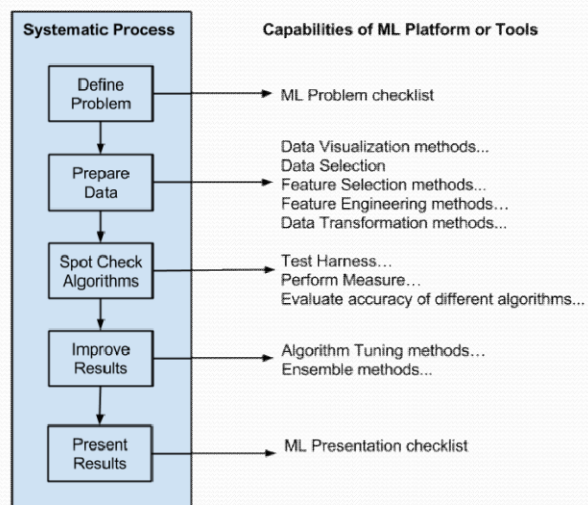 Systematic Process
Capabilities of ML Platform or Tools
Define
Problem
ML Problem checklist
Prepare
Data
Data Visualization methods...
Data Selection
Feature Selection methods...
Feature Engineering methods...
Data Transformation methods...
Spot Check
Algorithms
Test Harness...
Perform Measure...
Evaluate accuracy of different algorithms...
Improve
Results
Algorithm Tuning methods...
Ensemble methods...
Present
Results
ML Presentation checklist